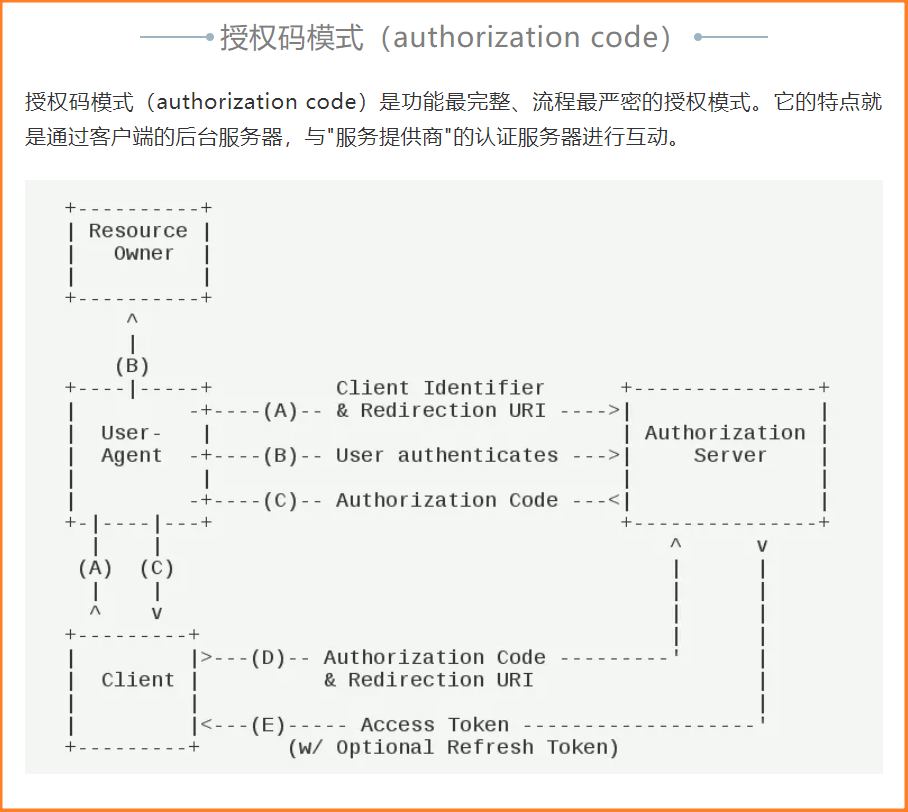 授权码模式（authorization code）
授权码模式（authorization code）是功能最完整、流程最严密的授权模式。它的特点就
是通过客户端的后台服务器，与"服务提供商"的认证服务器进行互动。
+----------+
| Resource |
|   Owner  |
|          |
+----------+
     ^
     |
    (B)
+----|-----+          Client Identifier      +---------------+
|         -+----(A)-- & Redirection URI ---->|               |
|  User-   |                                 | Authorization |
|  Agent  -+----(B)-- User authenticates --->|     Server    |
|          |                                 |               |
|         -+----(C)-- Authorization Code ---<|               |
+-|----|---+                                 +---------------+
  |    |                                         ^      v
 (A)  (C)                                        |      |
  |    |                                         |      |
  ^    v                                         |      |
+---------+                                      |      |
|         |>---(D)-- Authorization Code ---------'      |
|  Client |          & Redirection URI                  |
|         |                                             |
|         |<---(E)----- Access Token -------------------'
+---------+       (w/ Optional Refresh Token)